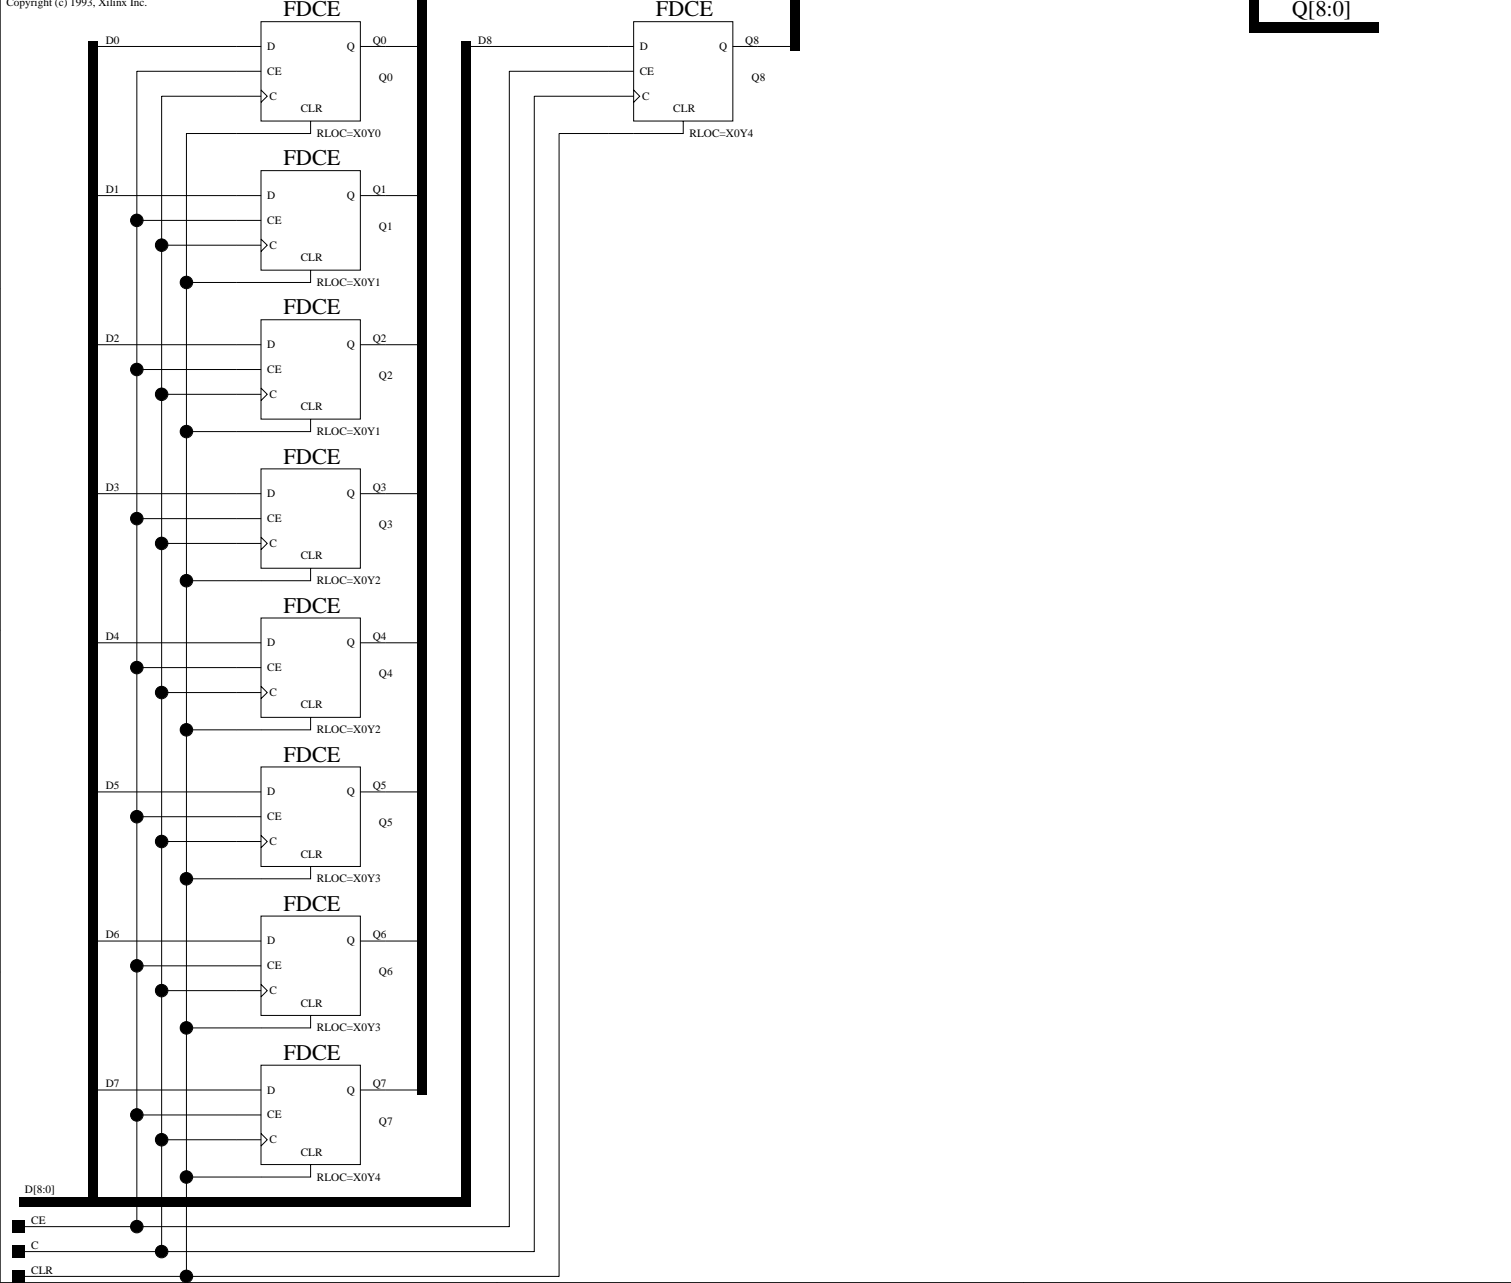 Copyright (c) 1993, Xilinx Inc.
FDCE
FDCE
Q[8:0]
D0 D Q Q0
CE Q0
C
CLR
RLOC=X0Y0
D8 D Q Q8
CE Q8
C
CLR
RLOC=X0Y4
FDCE
D1 D Q Q1
CE Q1
C
CLR
RLOC=X0Y1
FDCE
D2 D Q Q2
CE Q2
C
CLR
RLOC=X0Y1
FDCE
D3 D Q Q3
CE Q3
C
CLR
RLOC=X0Y2
FDCE
D4 D Q Q4
CE Q4
C
CLR
RLOC=X0Y2
FDCE
D5 D Q Q5
CE Q5
C
CLR
RLOC=X0Y3
FDCE
D6 D Q Q6
CE Q6
C
CLR
RLOC=X0Y3
FDCE
D7 D Q Q7
CE Q7
C
CLR
RLOC=X0Y4
D[8:0]
CE
C
CLR